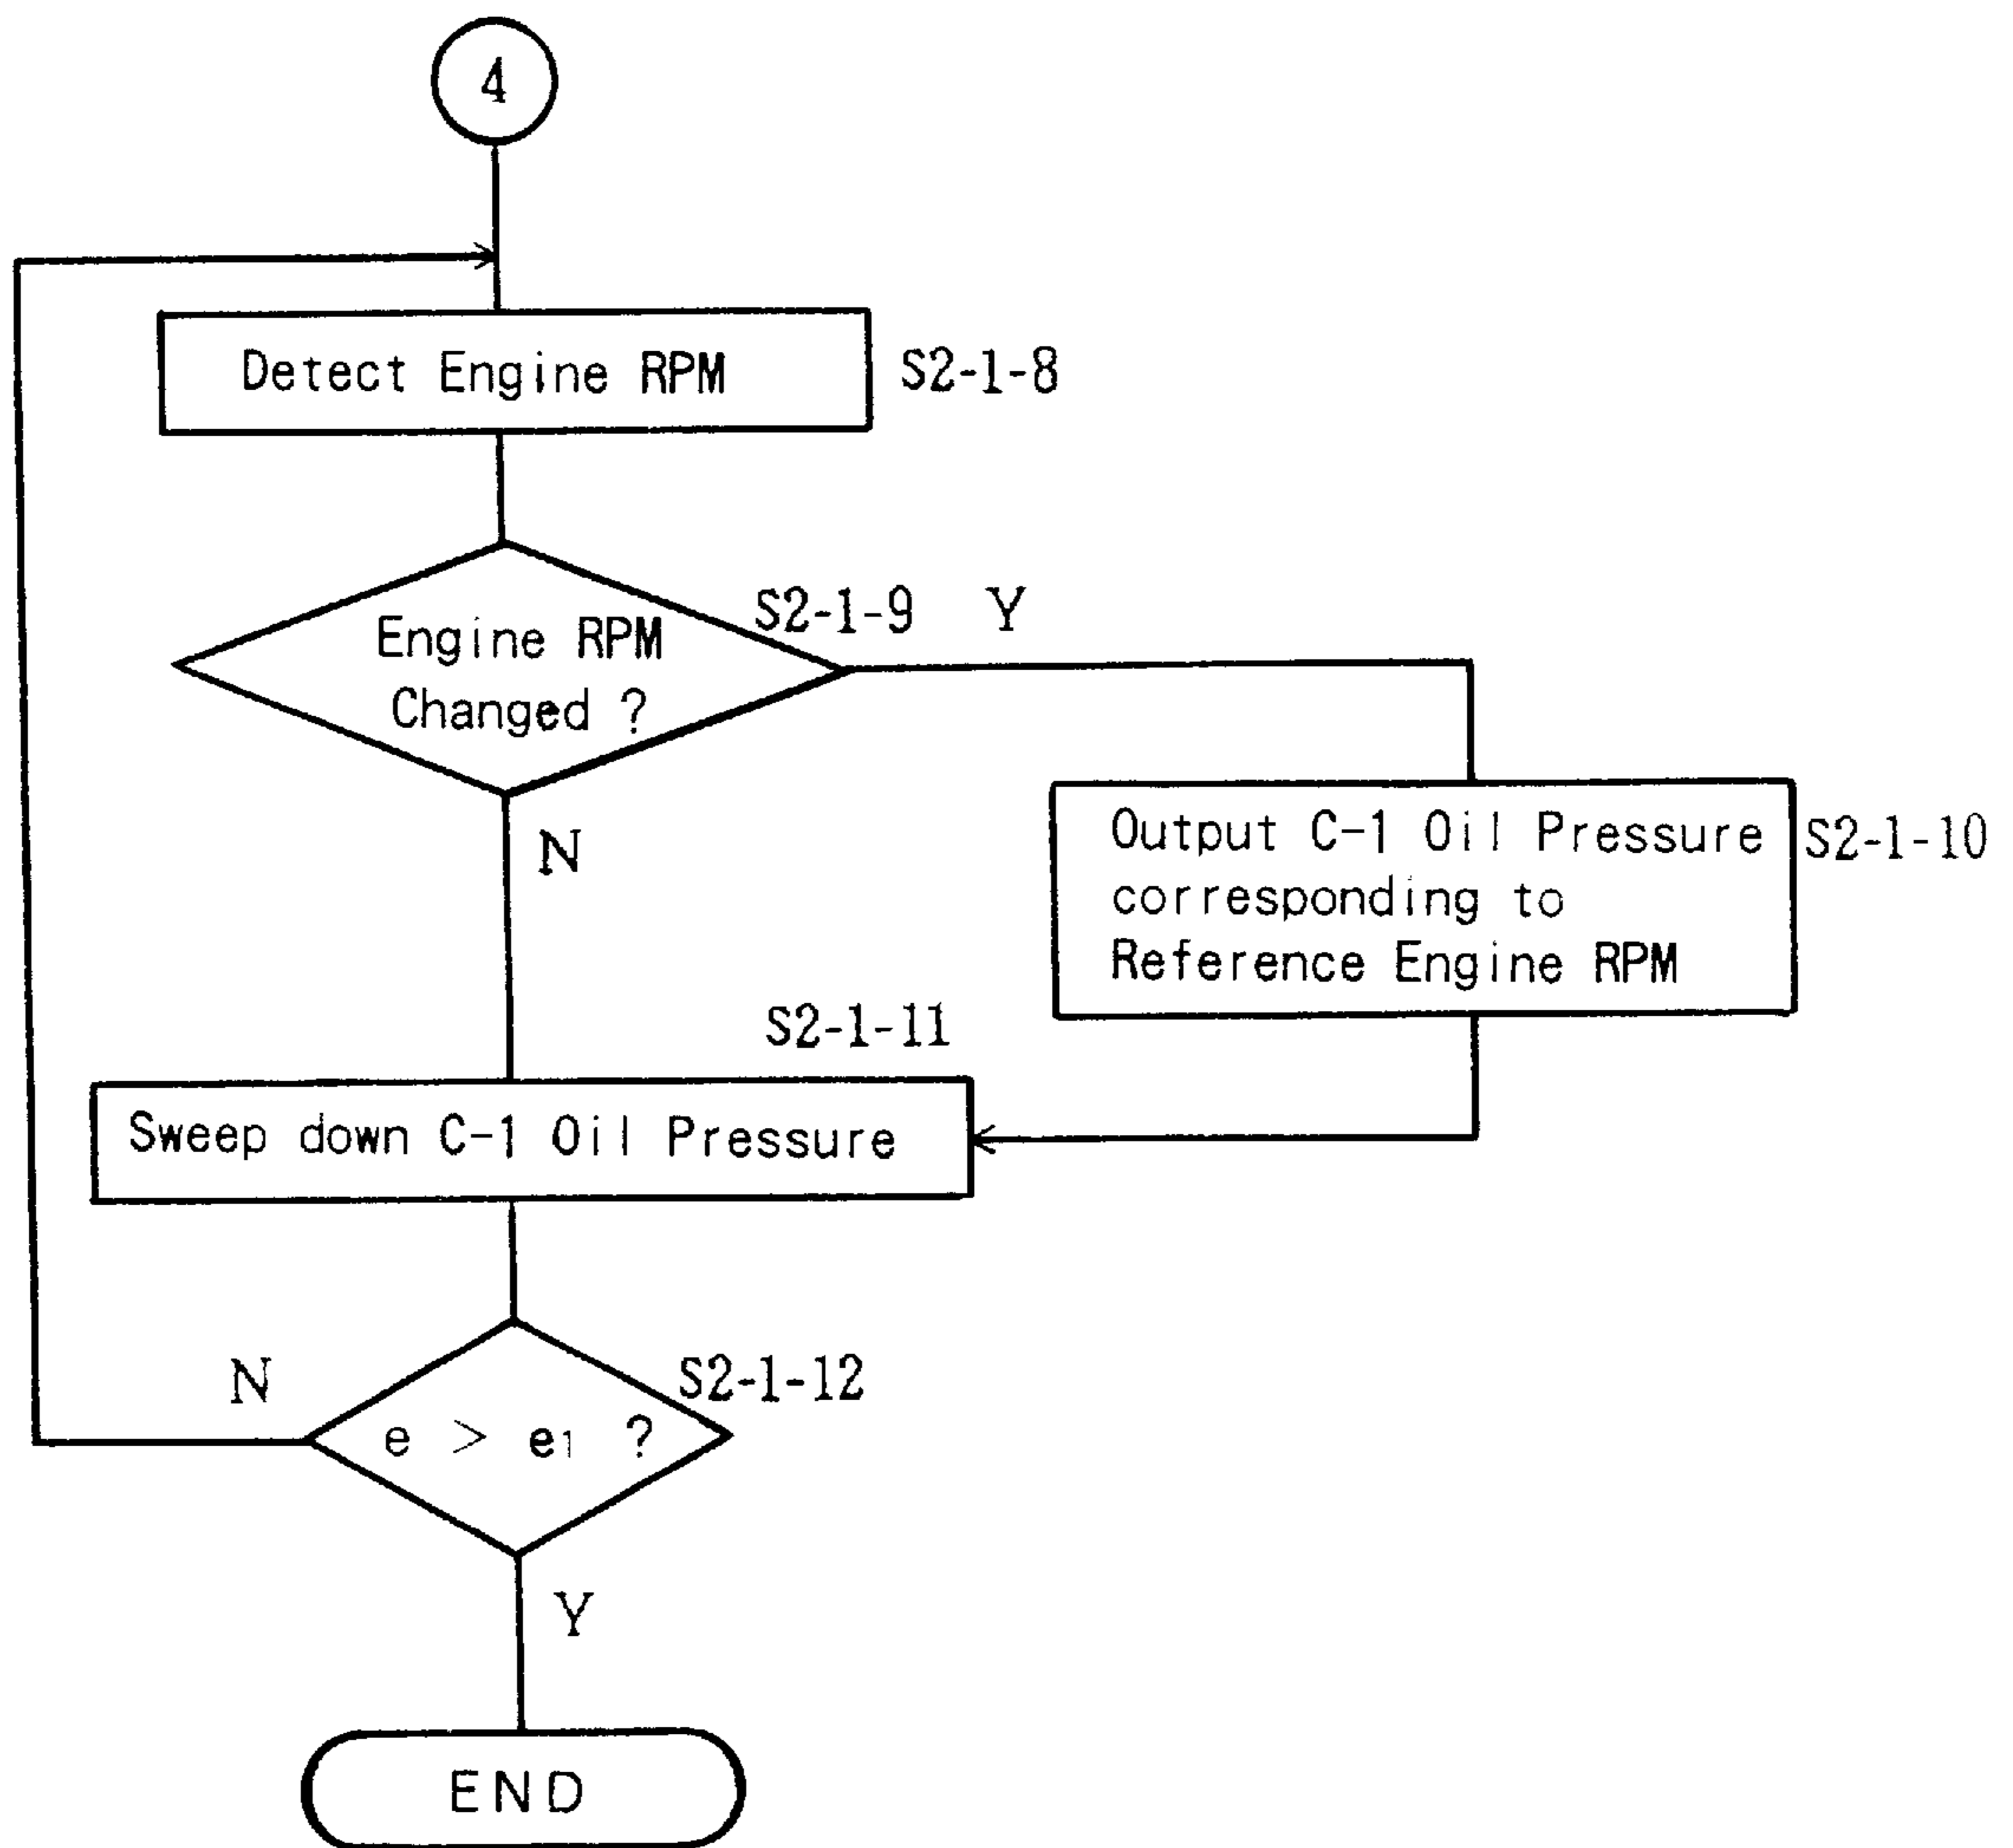 4
Detect Engine RPM
S2-1-8
S2-1-9
Y
Engine RPM
Changed ?
N
Output C-1 Oil Pressure
corresponding to
Reference Engine RPM
S2-1-10
S2-1-11
Sweep down C-1 Oil Pressure
N
S2-1-12
e > e₁ ?
Y
END